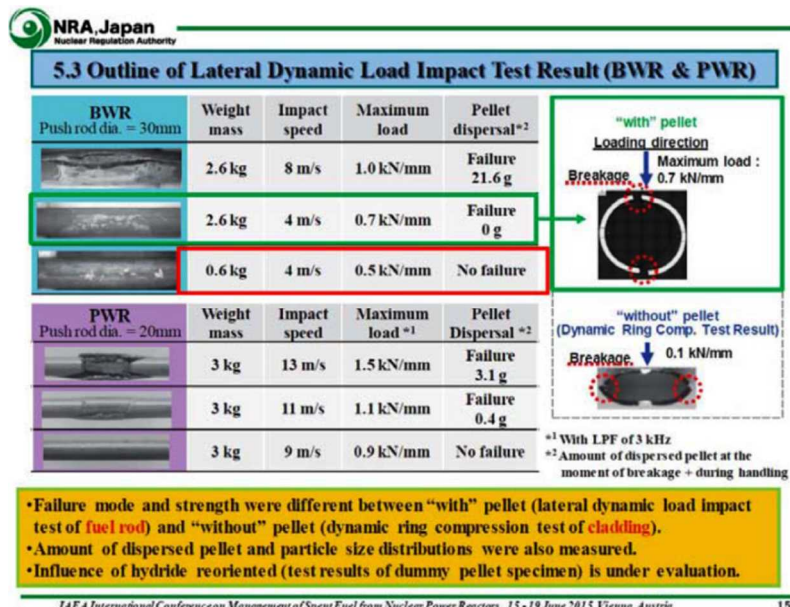 NRA, Japan
Nuclear Regulation Authority
5.3 Outline of Lateral Dynamic Load Impact Test Result (BWR & PWR)
BWR
Push rod dia. = 30mm
Weight mass
Impact speed
Maximum load
Pellet dispersal*2
2.6 kg 8 m/s 1.0 kN/mm Failure 21.6 g
2.6 kg 4 m/s 0.7 kN/mm Failure 0 g
0.6 kg 4 m/s 0.5 kN/mm No failure
PWR
Push rod dia. = 20mm
Weight mass
Impact speed
Maximum load *1
Pellet Dispersal *2
3 kg 13 m/s 1.5 kN/mm Failure 3.1 g
3 kg 11 m/s 1.1 kN/mm Failure 0.4 g
3 kg 9 m/s 0.9 kN/mm No failure
"with" pellet
Loading direction
Maximum load :
0.7 kN/mm
Breakage
"without" pellet
(Dynamic Ring Comp. Test Result)
Breakage 0.1 kN/mm
*1 With LPF of 3 kHz
*2 Amount of dispersed pellet at the
moment of breakage + during handling
•Failure mode and strength were different between "with" pellet (lateral dynamic load impact
test of fuel rod) and "without" pellet (dynamic ring compression test of cladding).
•Amount of dispersed pellet and particle size distributions were also measured.
•Influence of hydride reoriented (test results of dummy pellet specimen) is under evaluation.
IAEA International Conference on Management of Spent Fuel from Nuclear Power Reactors, 15 - 19 June 2015, Vienna, Austria